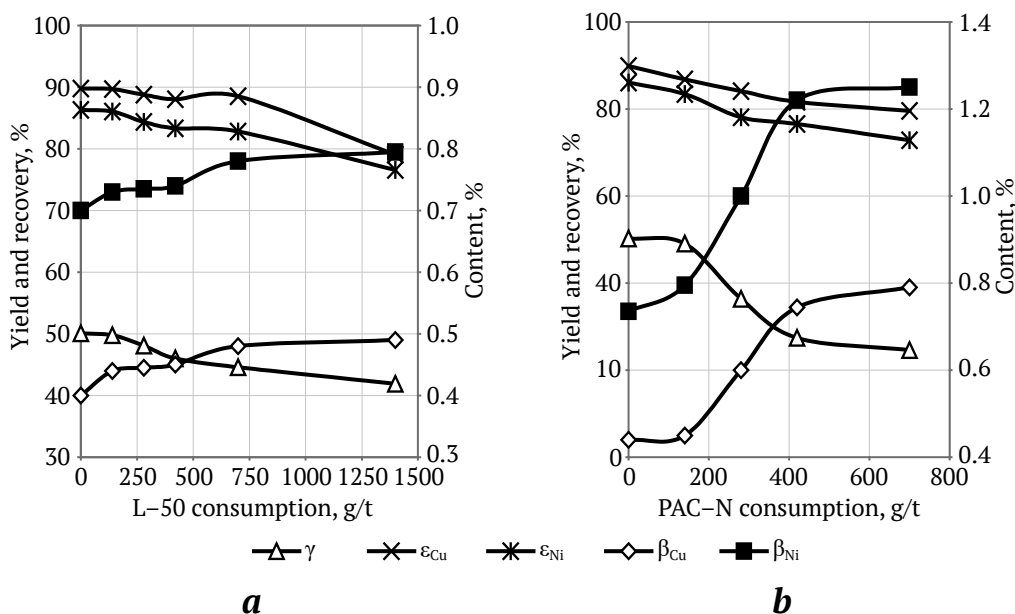 100
90
80
70
60
50
40
30
Yield and recovery, %
1.0
0.9
0.8
0.7
0.6
0.5
0.4
0.3
Content, %
0 250 500 750 1000 1250 1500
L–50 consumption, g/t
100
80
60
40
10
0
Yield and recovery, %
1.4
1.2
1.0
0.8
0.6
0.4
Content, %
0 200 400 600 800
PAC–N consumption, g/t
γ εCu εNi βCu βNi
a b